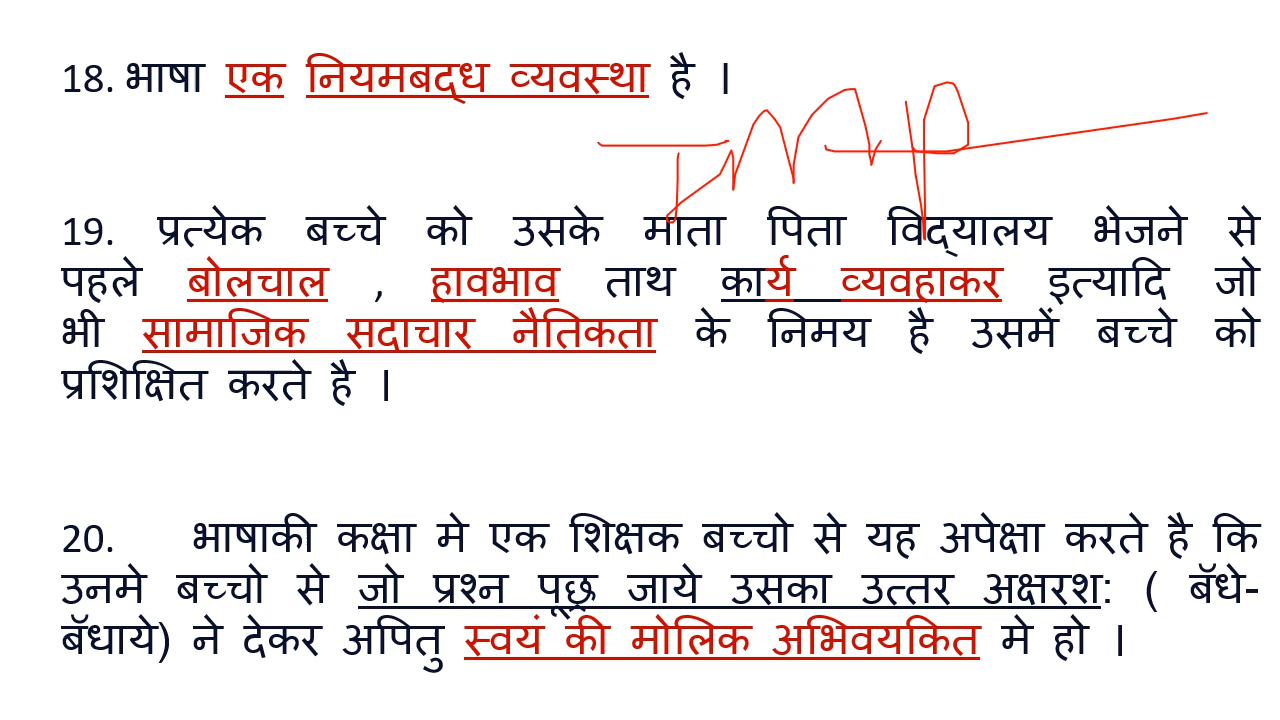 18. भाषा एक नियमबद्ध व्यवस्था है ।
Imp
19. प्रत्येक बच्चे को उसके माता पिता विद्यालय भेजने से
पहले बोलचाल , हावभाव ताथ कार्य व्यवहाकर इत्यादि जो
भी सामाजिक सदाचार नैतिकता के निमय है उसमें बच्चे को
प्रशिक्षित करते है ।
20. भाषाकी कक्षा मे एक शिक्षक बच्चो से यह अपेक्षा करते है कि
उनमे बच्चो से जो प्रश्न पूछ्र जाये उसका उत्तर अक्षरश: ( बॅधे-
बॅधाये) ने देकर अपितु स्वयं की मोलिक अभिवयकित मे हो ।